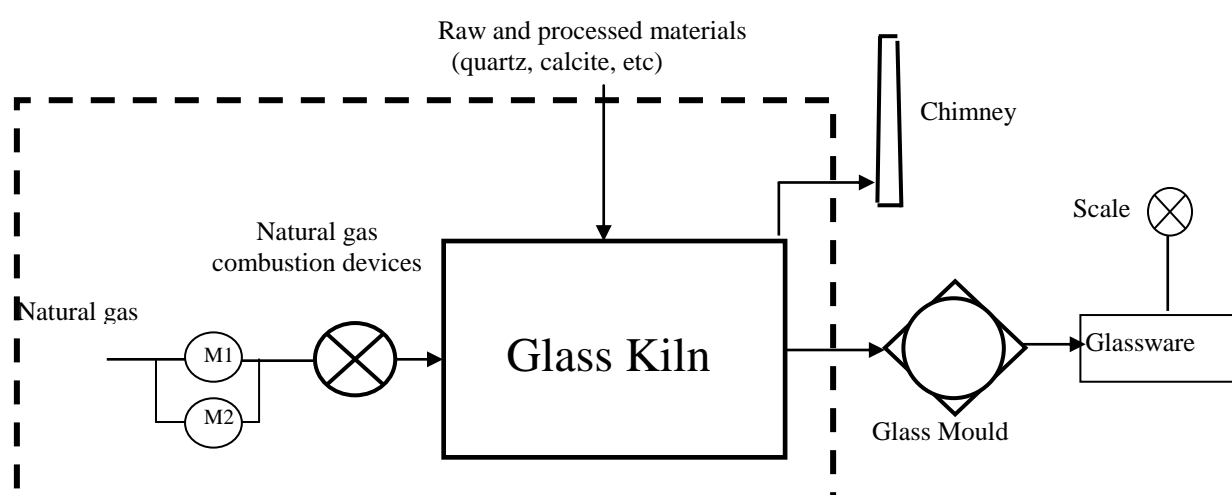 Raw and processed materials
(quartz, calcite, etc)
Chimney
Scale
Natural gas
combustion devices
Natural gas
M1
Glass Kiln
Glassware
M2
Glass Mould